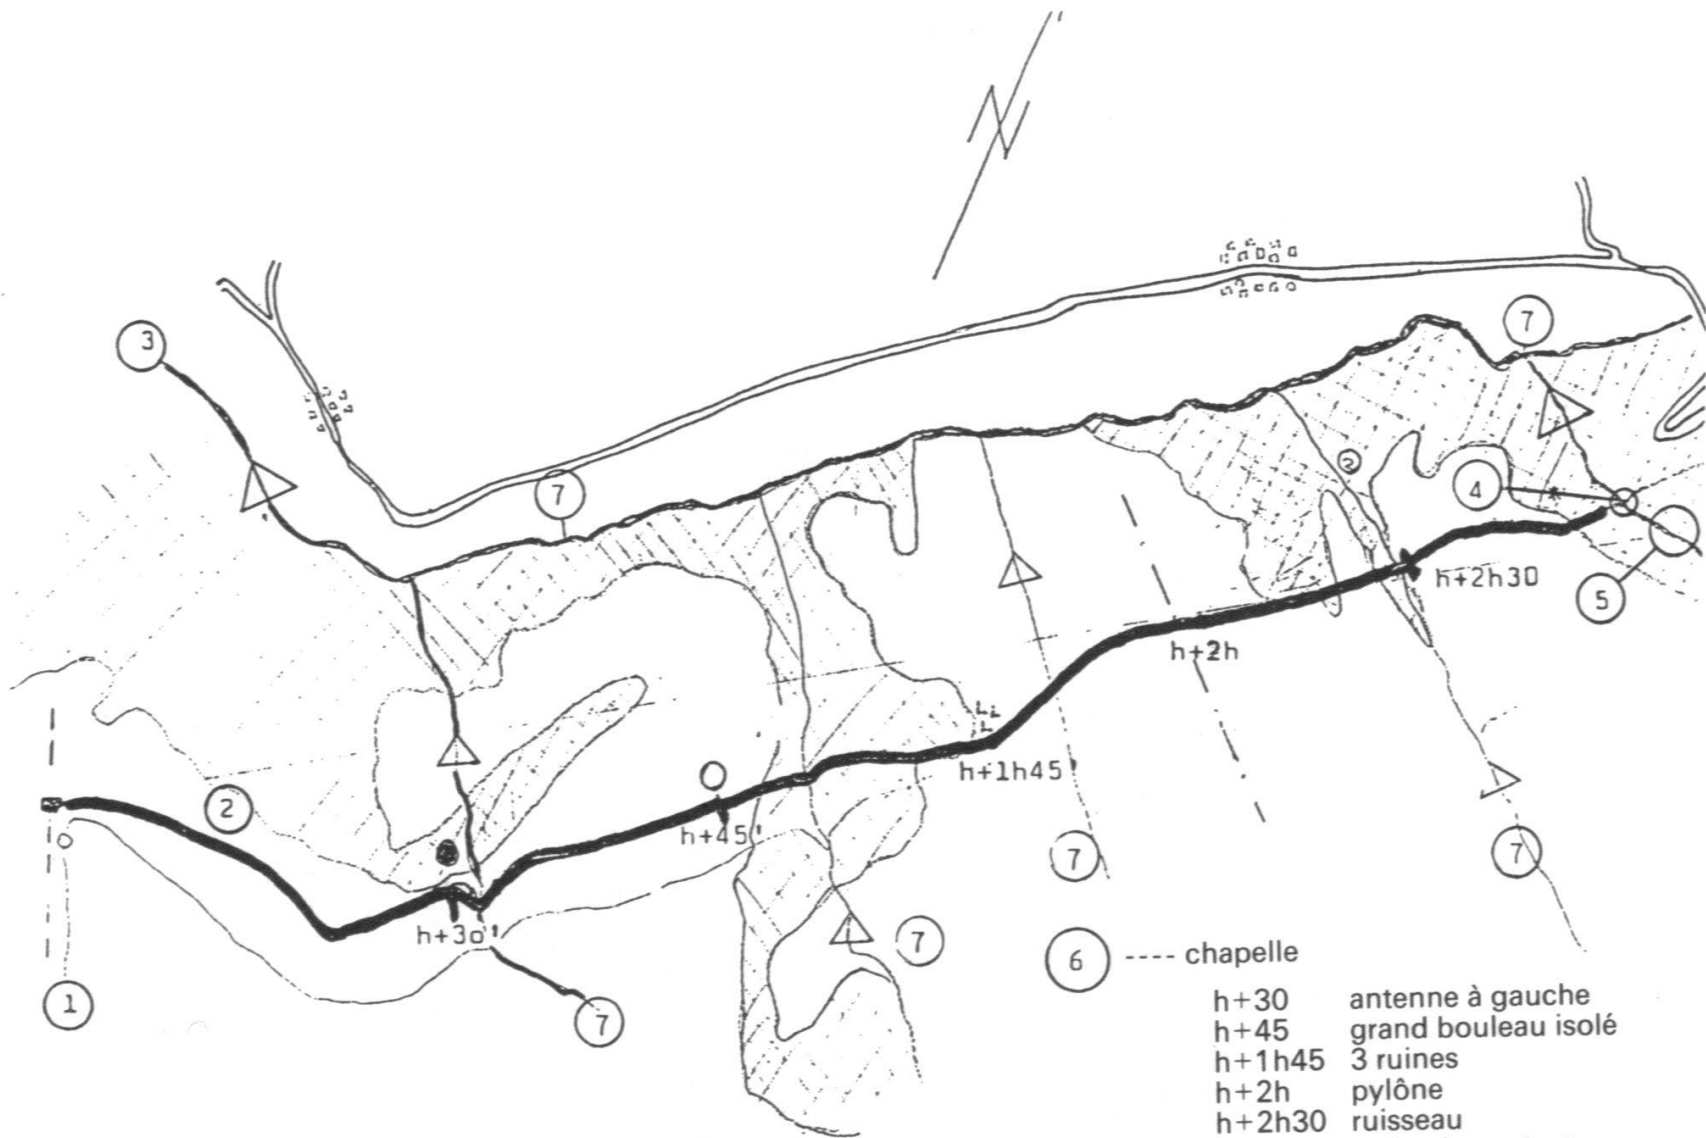 N
7
3
4
7
5
h+2h30
h+2h
2
h+1h45'
h+45'
7
7
h+30'
7
1
7
6 ---- chapelle
h+30 antenne à gauche
h+45 grand bouleau isolé
h+1h45 3 ruines
h+2h pylône
h+2h30 ruisseau